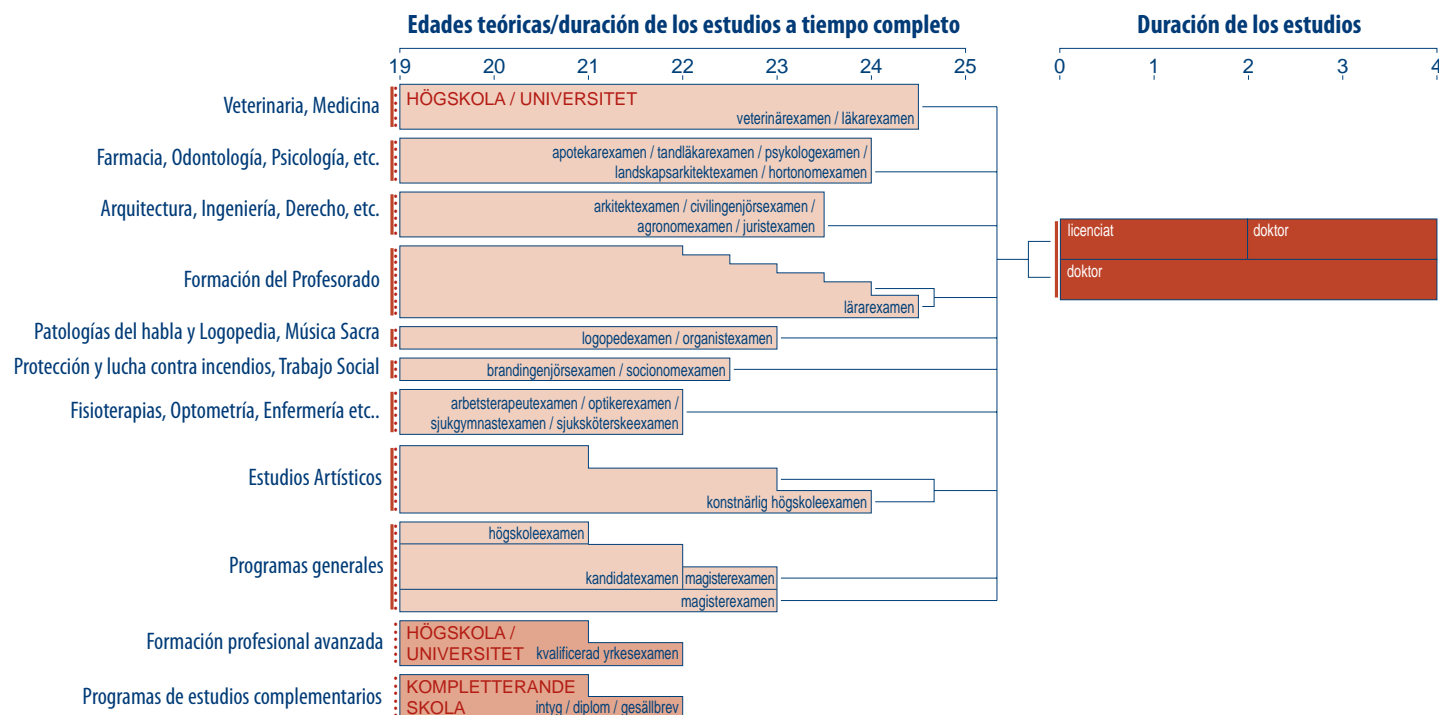 Edades teóricas/duración de los estudios a tiempo completo
Duración de los estudios
19 20 21 22 23 24 25
0 1 2 3 4
Veterinaria, Medicina
HÖGSKOLA / UNIVERSITET
veterinärexamen / läkarexamen
Farmacia, Odontología, Psicología, etc.
apotekarexamen / tandläkarexamen / psykologexamen /
landskapsarkitektexamen / hortonomexamen
Arquitectura, Ingeniería, Derecho, etc.
arkitektexamen / civilingenjörsexamen /
agronomexamen / juristexamen
licenciat
doktor
doktor
Formación del Profesorado
lärarexamen
Patologías del habla y Logopedia, Música Sacra
logopedexamen / organistexamen
Protección y lucha contra incendios, Trabajo Social
brandingenjörsexamen / socionomexamen
Fisioterapias, Optometría, Enfermería etc..
arbetsterapeutexamen / optikerexamen /
sjukgymnastexamen / sjuksköterskeexamen
Estudios Artísticos
konstnärlig högskoleexamen
Programas generales
högskoleexamen
kandidatexamen
magisterexamen
magisterexamen
Formación profesional avanzada
HÖGSKOLA /
UNIVERSITET
kvalificerad yrkesexamen
Programas de estudios complementarios
KOMPLETTERANDE
SKOLA
intyg / diplom / gesällbrev